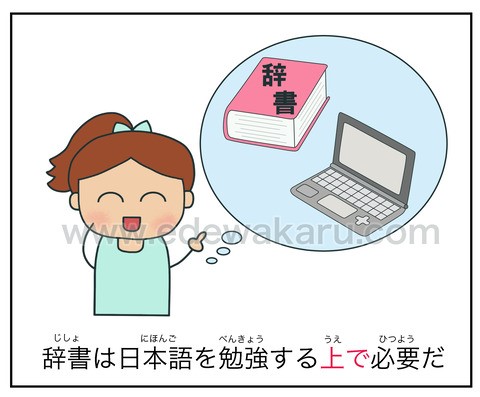 辞書
www.edewakaru.com
じしょ にほんご べんきょう うえ ひつよう
辞書は日本語を勉強する上で必要だ